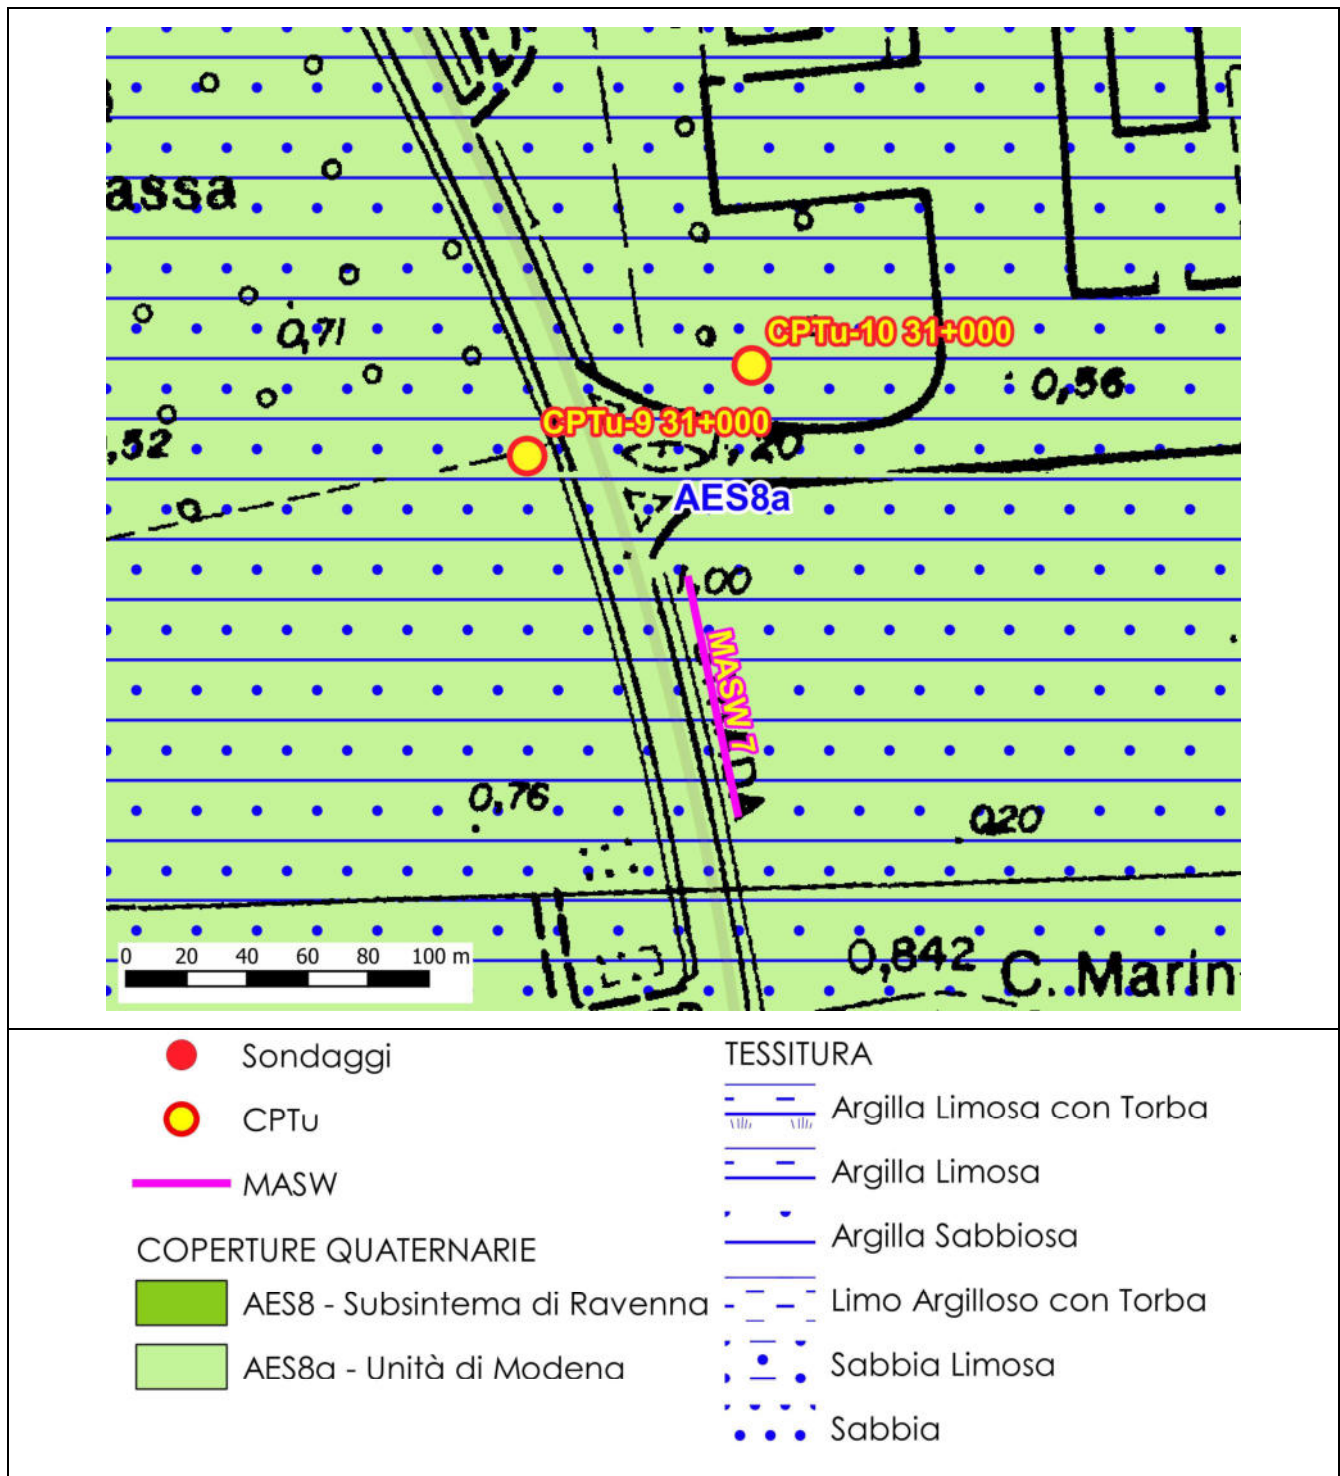 assa
0,71
CPTu-10 31+000
0,56
CPTu-9 31+000
,52
1,20
AES8a
1,00
MASW 7
0,76
020
0,842
C. Marin
0 20 40 60 80 100 m
Sondaggi
CPTu
MASW
COPERTURE QUATERNARIE
AES8 - Subsintema di Ravenna
AES8a - Unità di Modena
TESSITURA
Argilla Limosa con Torba
Argilla Limosa
Argilla Sabbiosa
Limo Argilloso con Torba
Sabbia Limosa
Sabbia